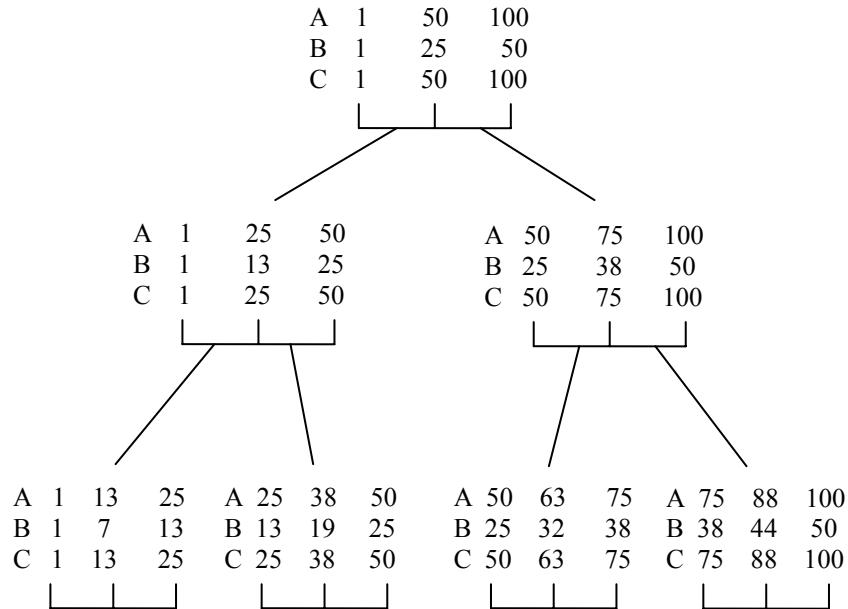 A 1 50 100
B 1 25 50
C 1 50 100
A 1 25 50
B 1 13 25
C 1 25 50
A 50 75 100
B 25 38 50
C 50 75 100
A 1 13 25
B 1 7 13
C 1 13 25
A 25 38 50
B 13 19 25
C 25 38 50
A 50 63 75
B 25 32 38
C 50 63 75
A 75 88 100
B 38 44 50
C 75 88 100